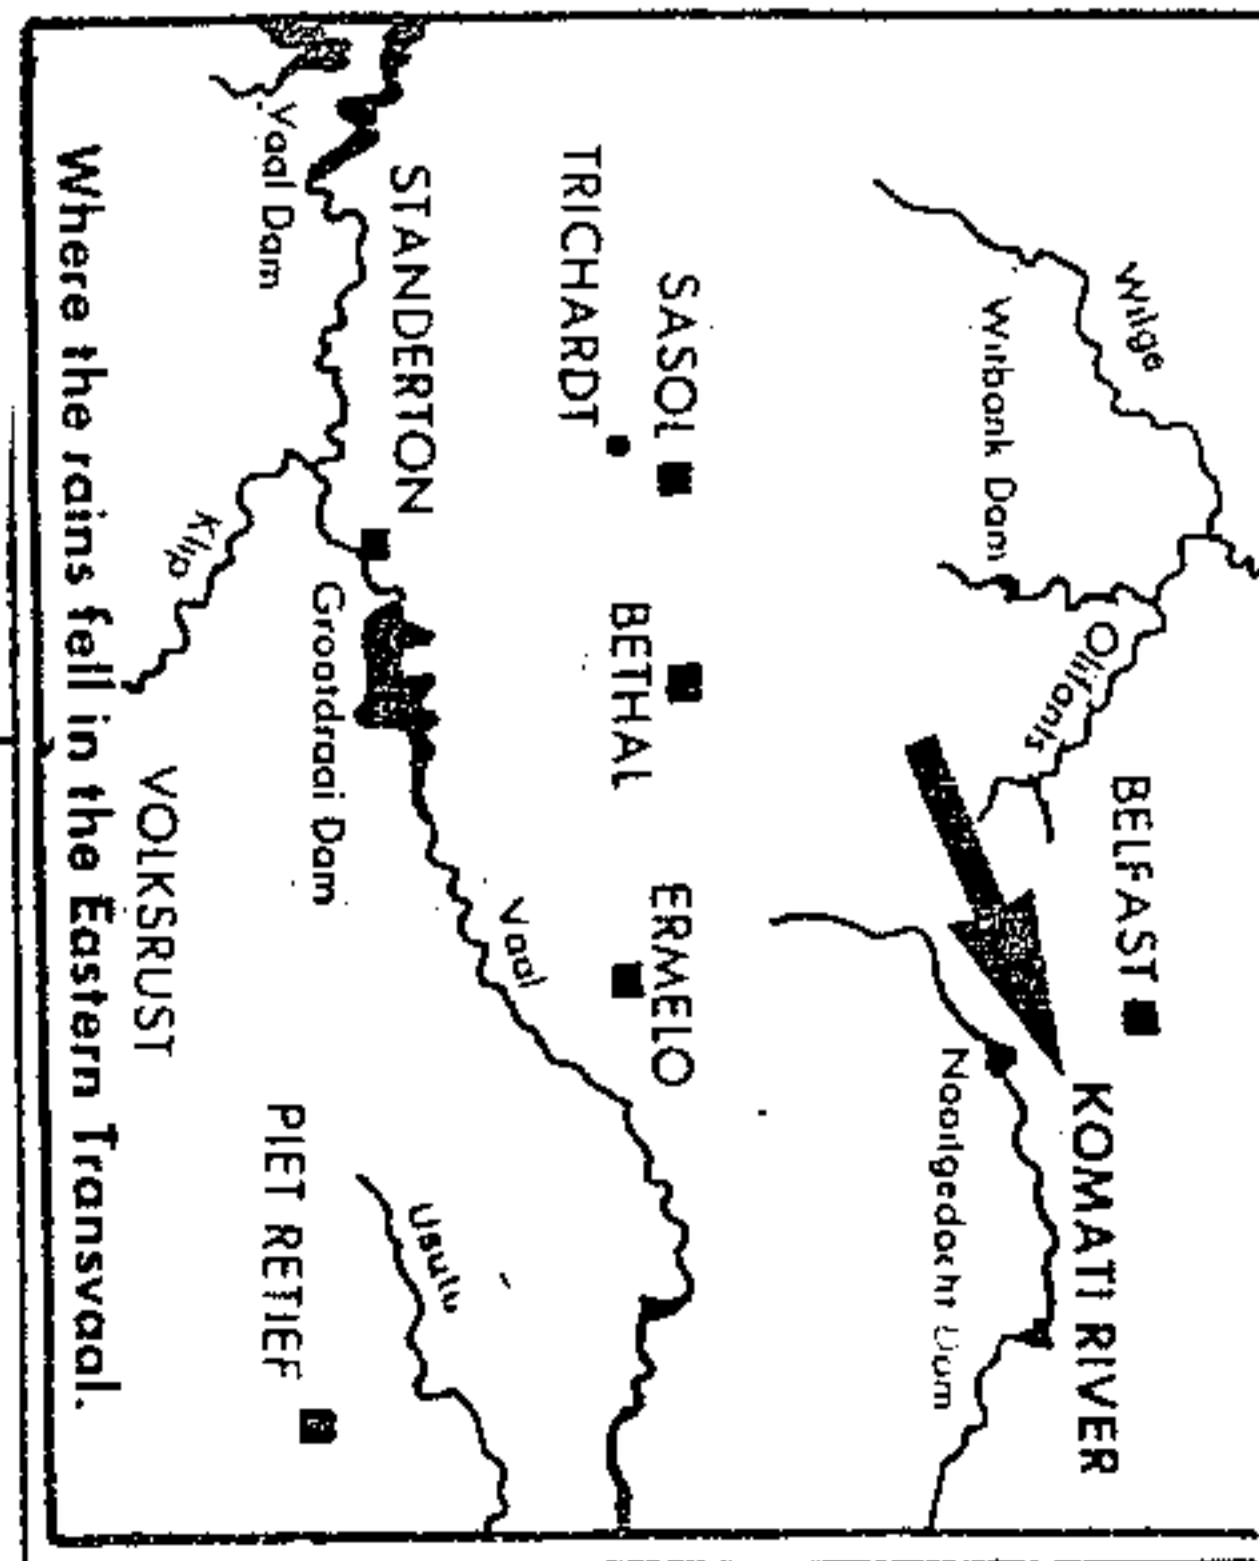 Wilge
Witbank Dam
Olifants
BELFAST
KOMATI RIVER
Nooitgedacht Dam
SASOL
TRICHARDT
BETHAL
ERMELO
STANDERTON
Grootdraai Dam
Vaal
Usutu
Vaal Dam
Klip
VOLKSRUST
PIET RETIEF
Where the rains fell in the Eastern Transvaal.